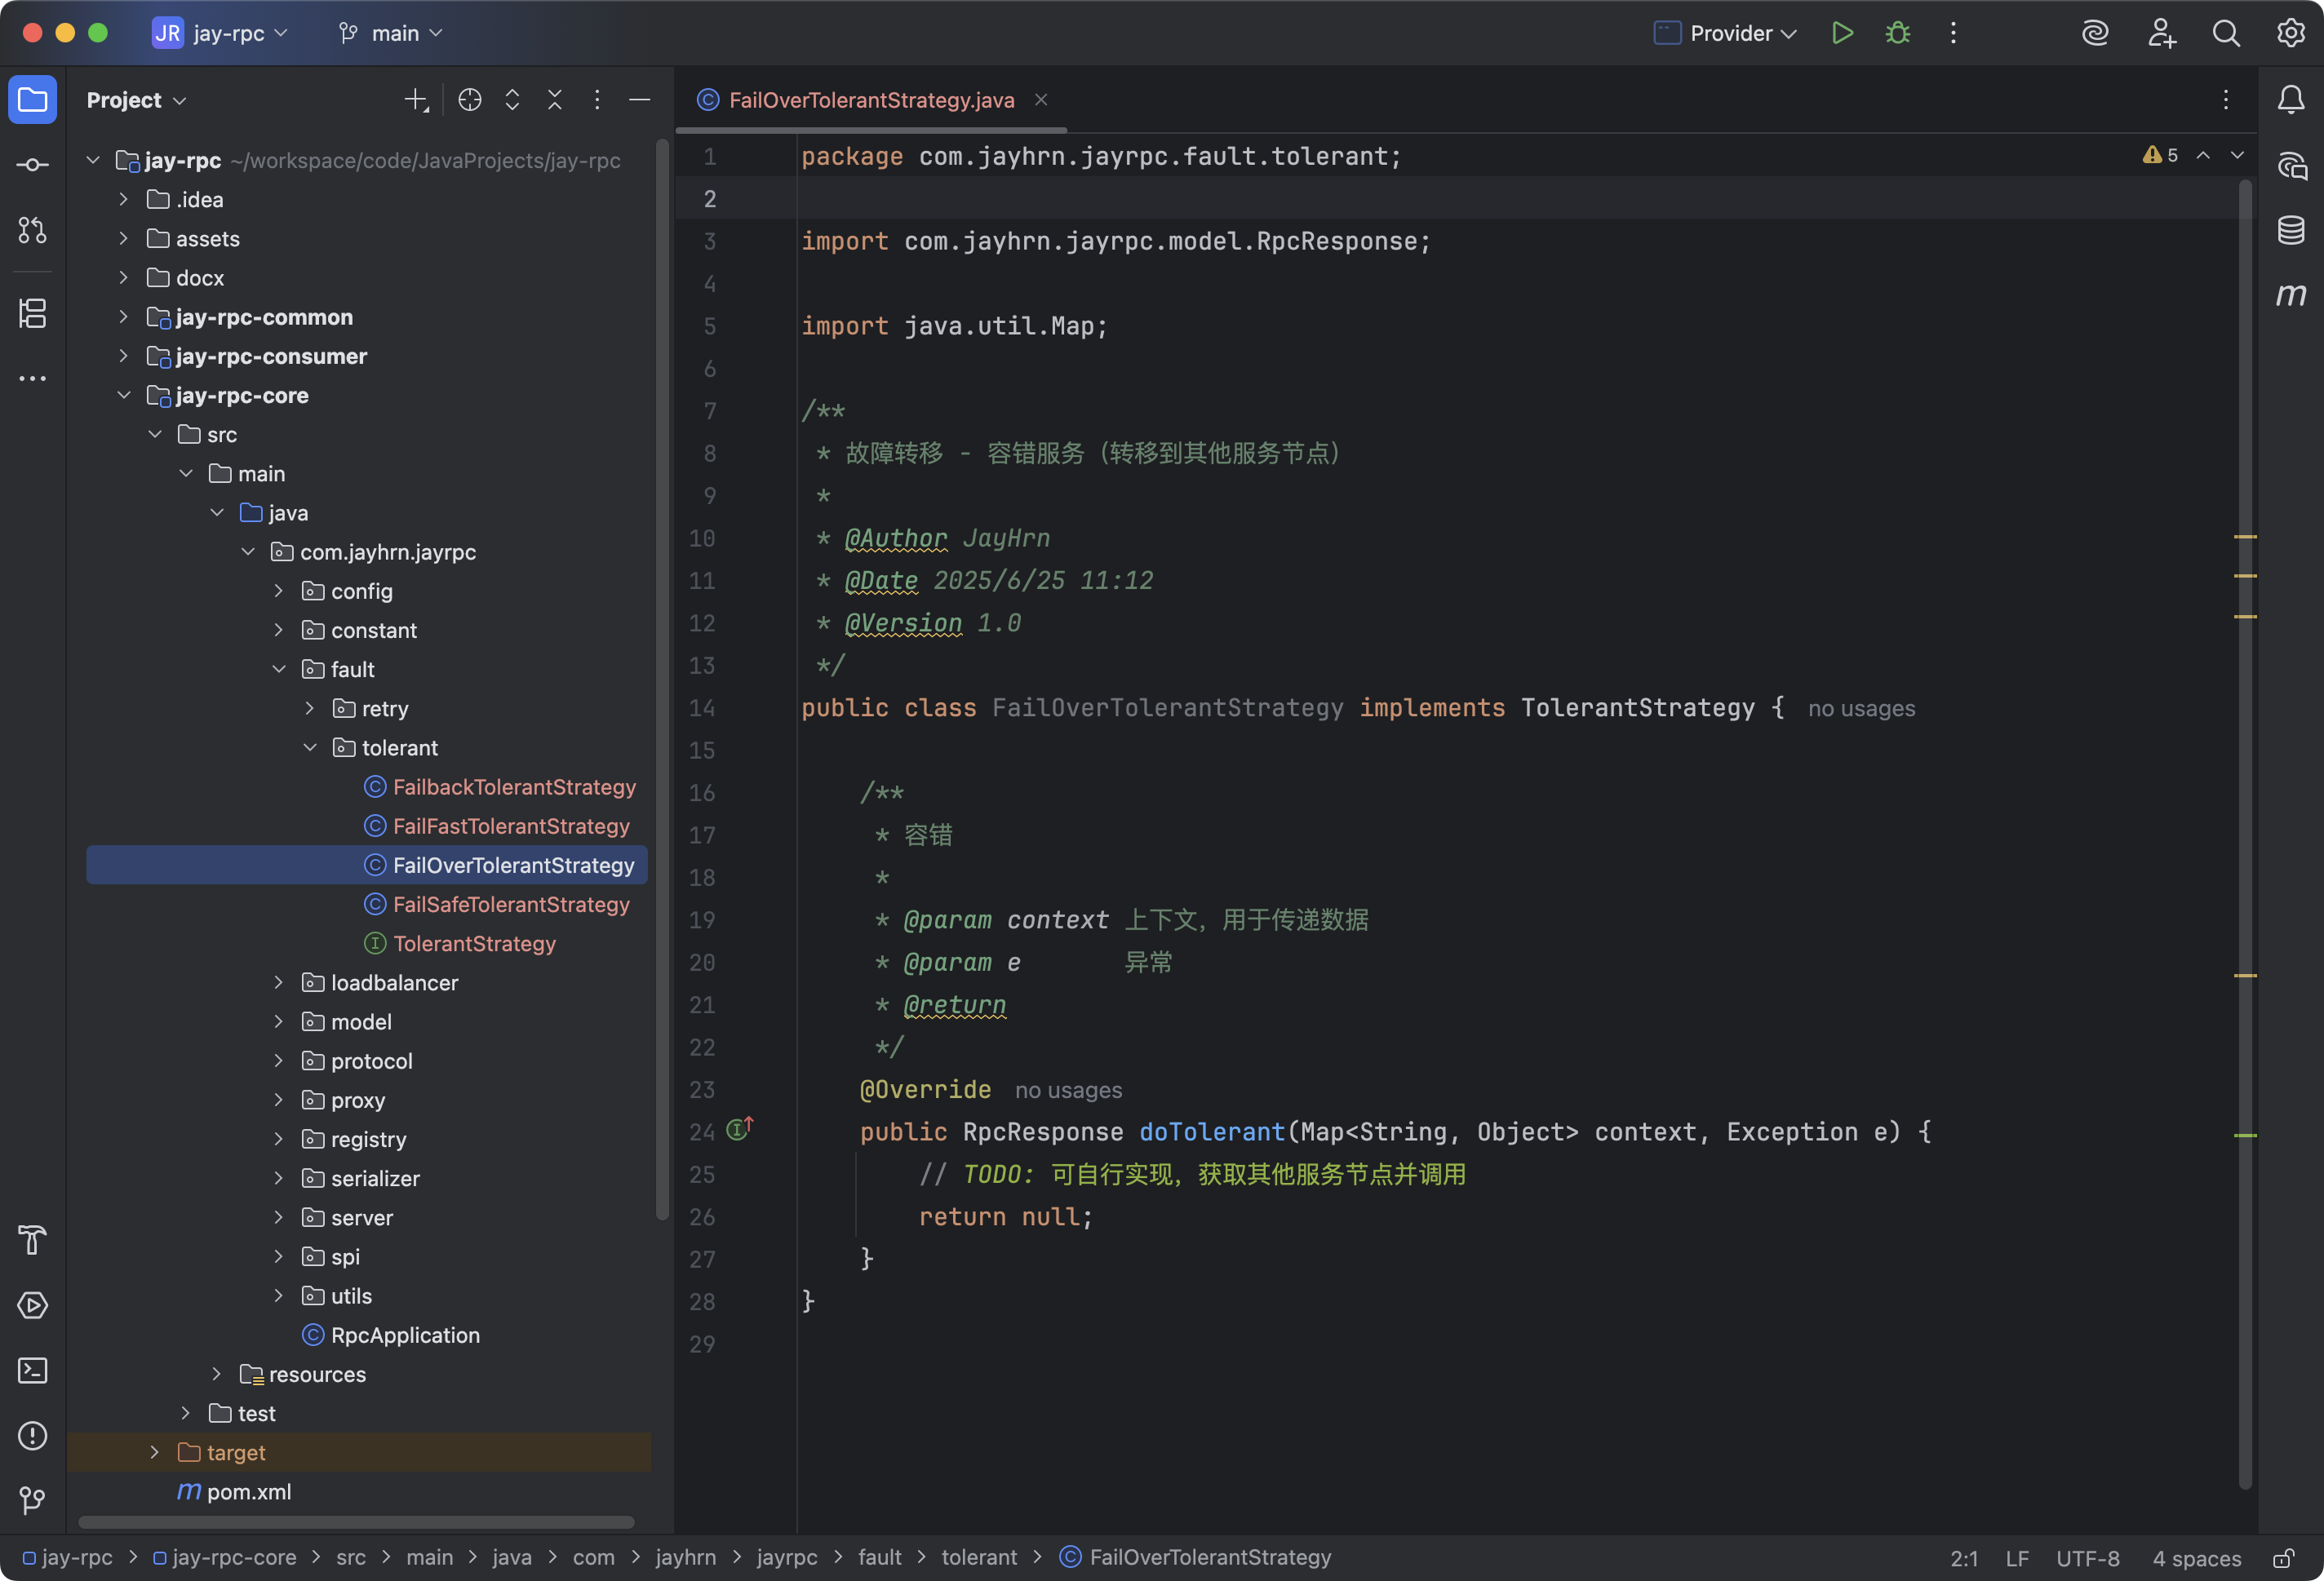 JR jay-rpc main Provider
Project
jay-rpc ~/workspace/code/JavaProjects/jay-rpc
.idea
assets
docx
jay-rpc-common
jay-rpc-consumer
jay-rpc-core
src
main
java
com.jayhrn.jayrpc
config
constant
fault
retry
tolerant
FailbackTolerantStrategy
FailFastTolerantStrategy
FailOverTolerantStrategy
FailSafeTolerantStrategy
TolerantStrategy
loadbalancer
model
protocol
proxy
registry
serializer
server
spi
utils
RpcApplication
resources
test
target
pom.xml
FailOverTolerantStrategy.java
5
1 package com.jayhrn.jayrpc.fault.tolerant;
2
3 import com.jayhrn.jayrpc.model.RpcResponse;
4
5 import java.util.Map;
6
7 /**
8 * 故障转移 - 容错服务（转移到其他服务节点）
9 *
10 * @Author JayHrn
11 * @Date 2025/6/25 11:12
12 * @Version 1.0
13 */
14 public class FailOverTolerantStrategy implements TolerantStrategy { no usages
15
16 /**
17 * 容错
18 *
19 * @param context 上下文，用于传递数据
20 * @param e 异常
21 * @return
22 */
23 @Override no usages
24 public RpcResponse doTolerant(Map<String, Object> context, Exception e) {
25 // TODO: 可自行实现，获取其他服务节点并调用
26 return null;
27 }
28 }
29
jay-rpc > jay-rpc-core > src > main > java > com > jayhrn > jayrpc > fault > tolerant > FailOverTolerantStrategy 2:1 LF UTF-8 4 spaces